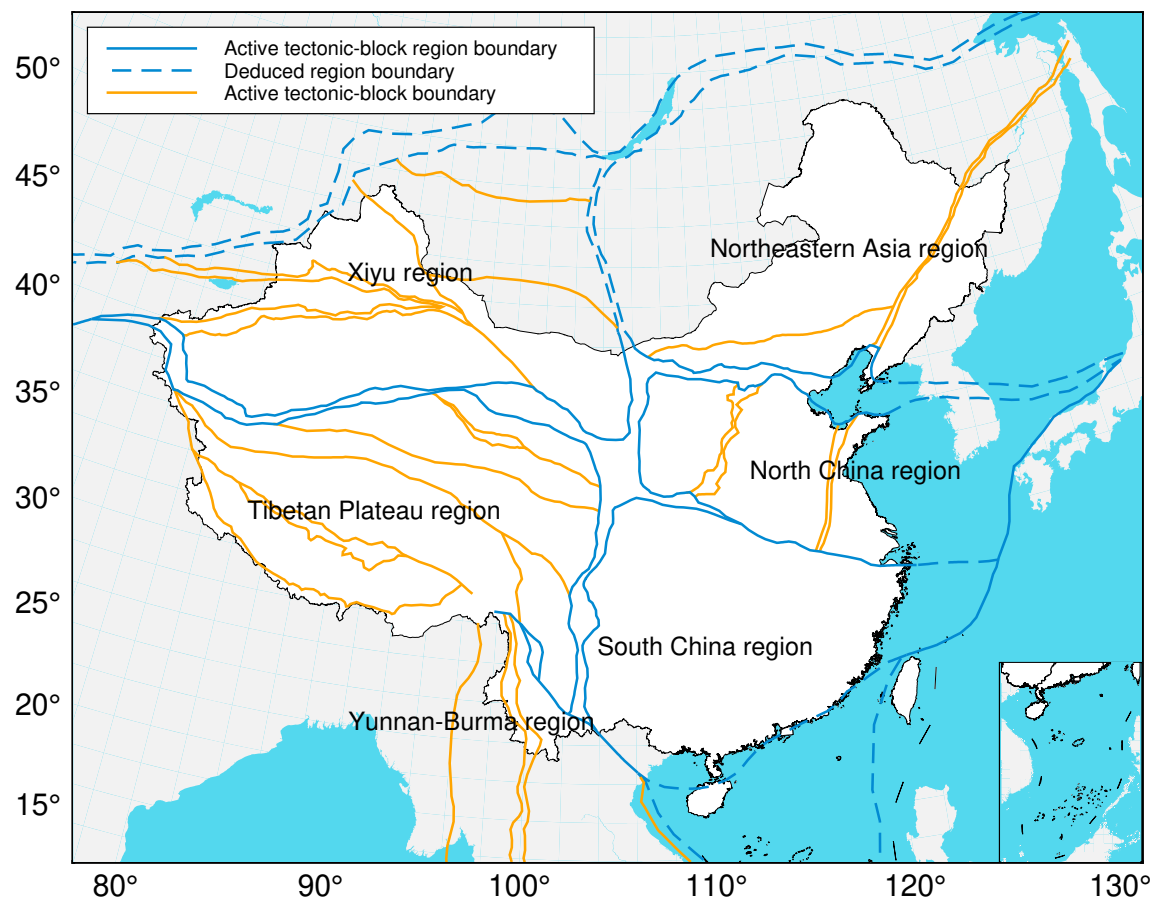 Active tectonic-block region boundary
Deduced region boundary
Active tectonic-block boundary
50°
45°
40°
35°
30°
25°
20°
15°
Northeastern Asia region
Xiyu region
North China region
Tibetan Plateau region
South China region
Yunnan-Burma region
80°
90°
100°
110°
120°
130°